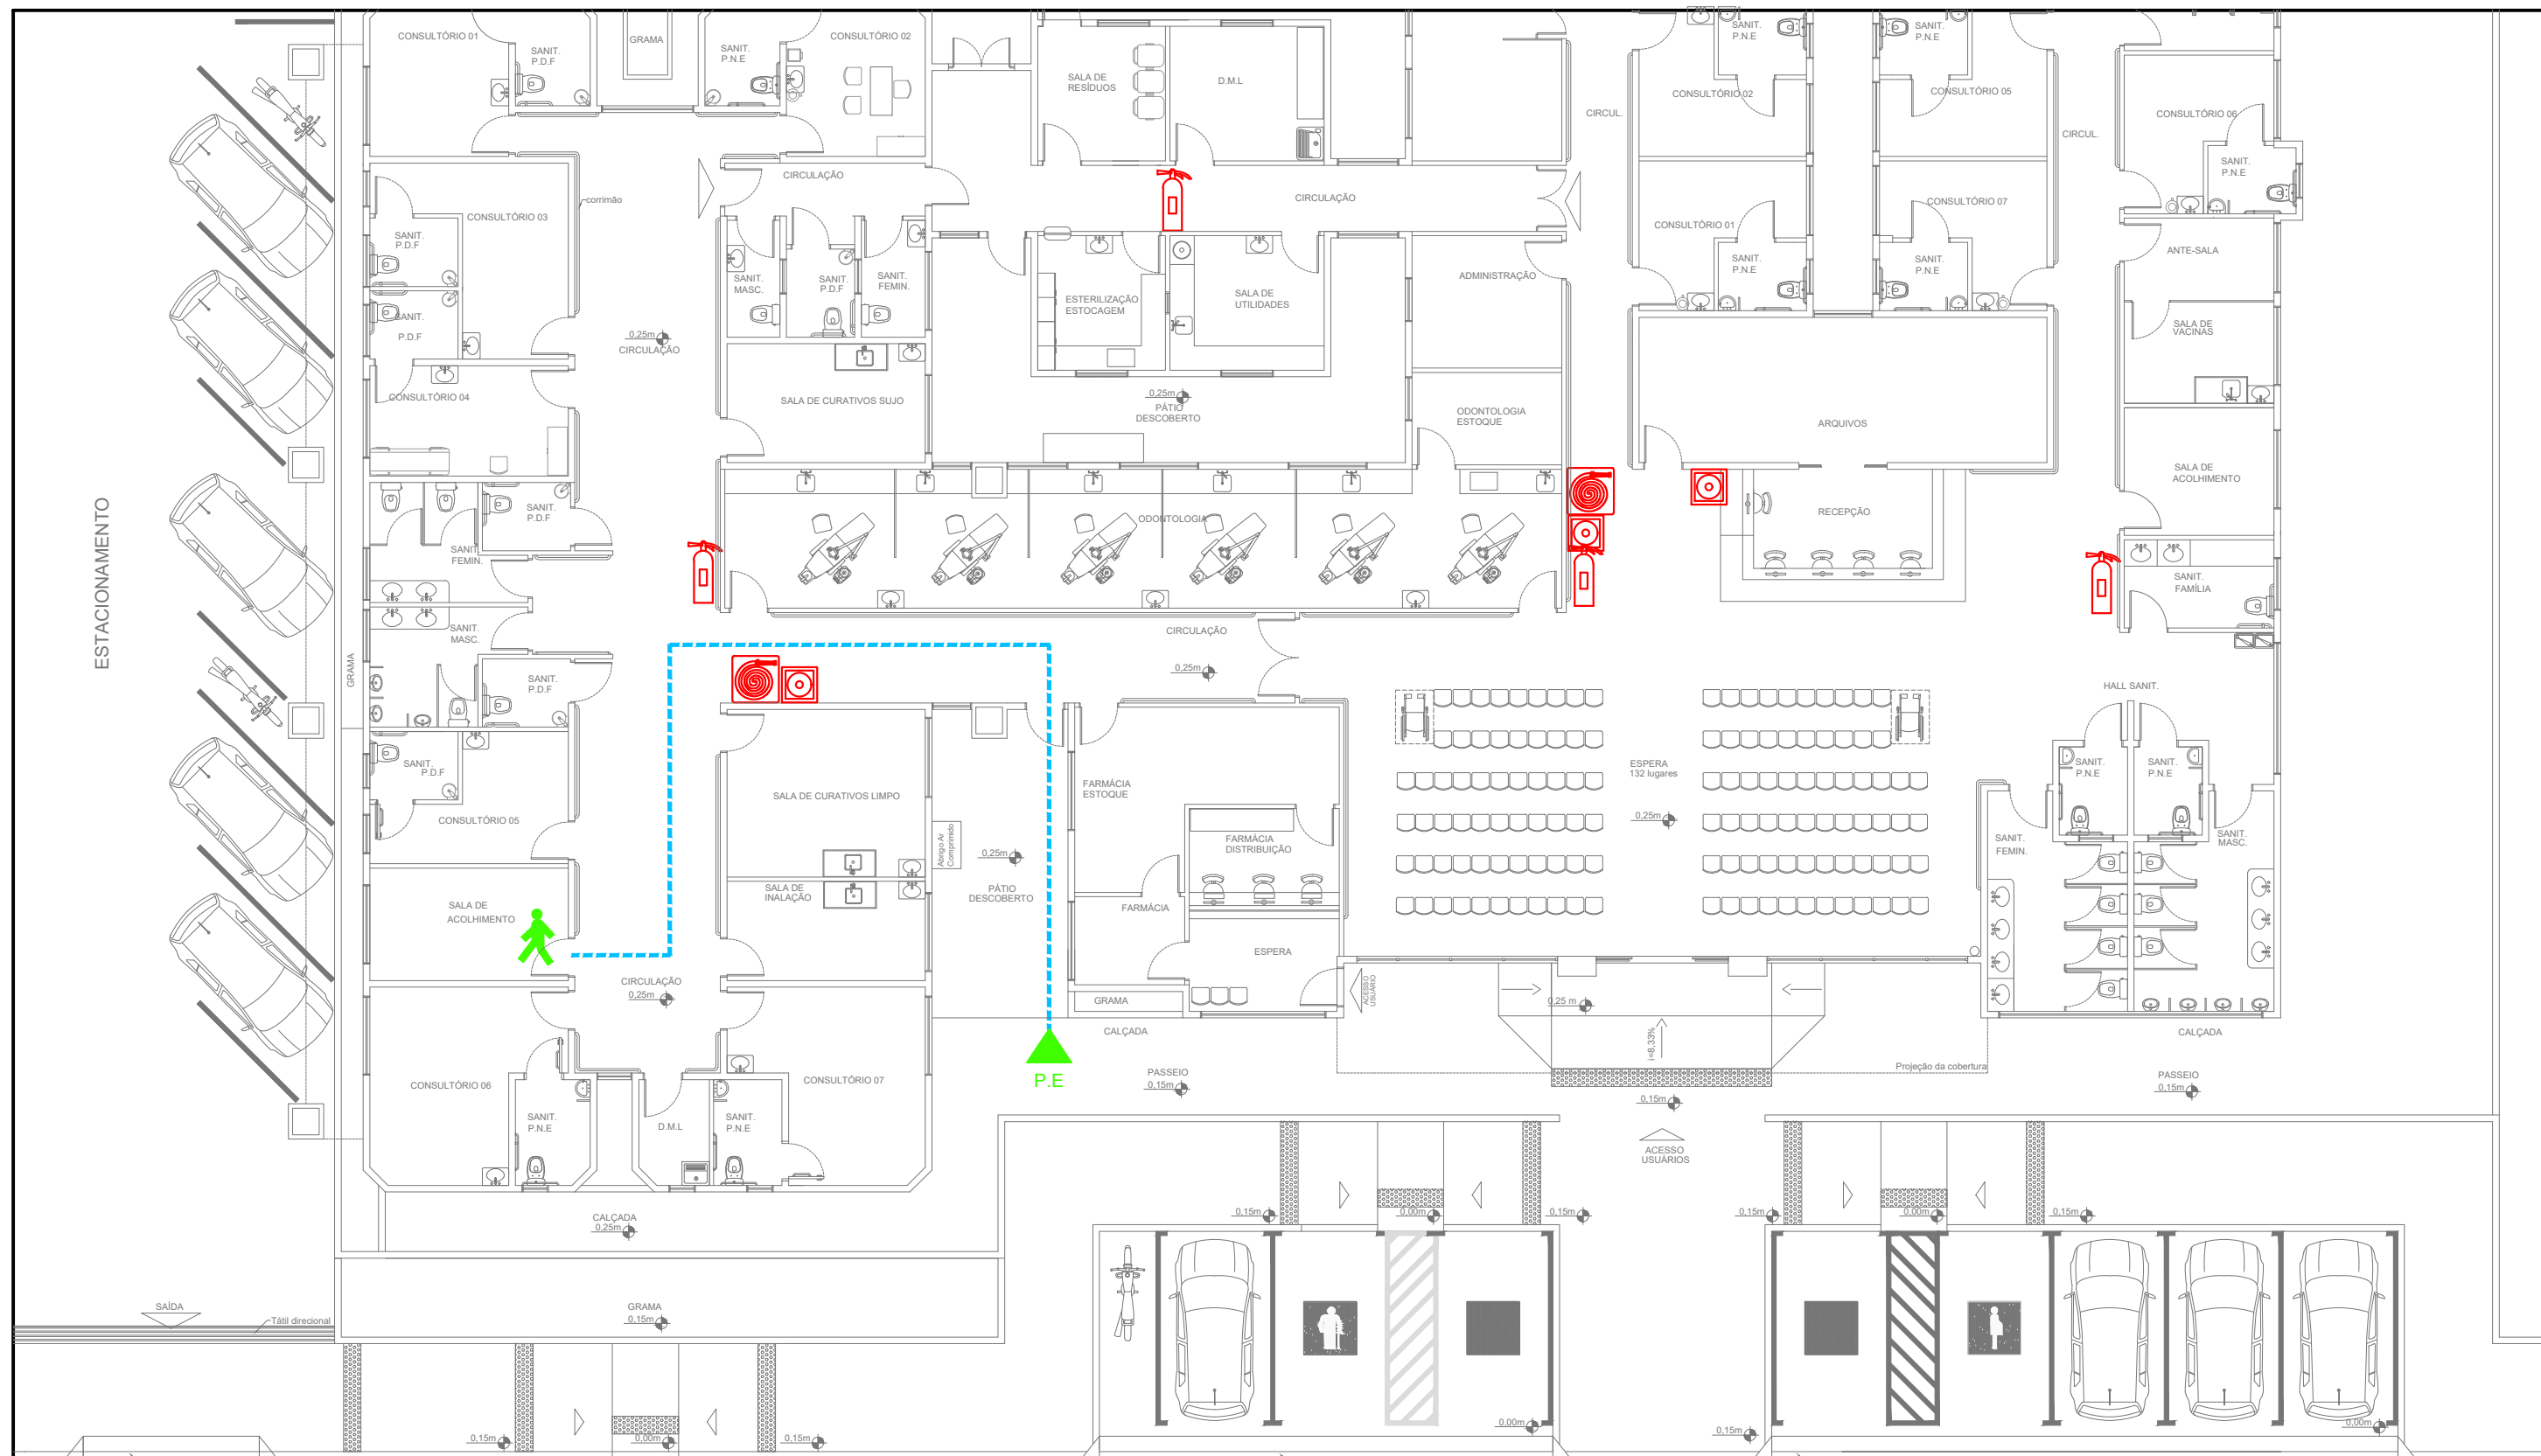 CONSULTÓRIO 01
SANIT.
P.D.F
GRAMA
SANIT.
P.N.E
CONSULTÓRIO 02
SALA DE
RESÍDUOS
D.M.L
CIRCUL.
SANIT.
P.N.E
CONSULTÓRIO 02
SANIT.
P.N.E
CONSULTÓRIO 05
CIRCUL.
CONSULTÓRIO 06
SANIT.
P.N.E
CIRCULAÇÃO
CIRCULAÇÃO
corrimão
CONSULTÓRIO 03
SANIT.
P.D.F
SANIT.
P.D.F
CONSULTÓRIO 01
SANIT.
P.N.E
CONSULTÓRIO 07
SANIT.
P.N.E
ANTE-SALA
SANIT.
MASC.
SANIT.
P.D.F
SANIT.
FEMIN.
ESTERILIZAÇÃO
ESTOCAGEM
SALA DE
UTILIDADES
ADMINISTRAÇÃO
SALA DE
VACINAS
0,25m
CIRCULAÇÃO
CONSULTÓRIO 04
SALA DE CURATIVOS SUJO
0,25m
PÁTIO
DESCOBERTO
ODONTOLOGIA
ESTOQUE
ARQUIVOS
SALA DE
ACOLHIMENTO
ESTACIONAMENTO
SANIT.
P.D.F
ODONTOLOGIA
RECEPÇÃO
SANIT.
FEMIN.
SANIT.
FAMÍLIA
SANIT.
MASC.
CIRCULAÇÃO
0,25m
GRAMA
SANIT.
P.D.F
HALL SANIT.
SANIT.
P.D.F
SALA DE CURATIVOS LIMPO
FARMÁCIA
ESTOQUE
ESPERA
132 lugares
0,25m
SANIT.
P.N.E
SANIT.
P.N.E
CONSULTÓRIO 05
Abrigo Ar
Comprimido
0,25m
FARMÁCIA
DISTRIBUIÇÃO
SANIT.
FEMIN.
SANIT.
MASC.
SALA DE
ACOLHIMENTO
SALA DE
INALAÇÃO
PÁTIO
DESCOBERTO
FARMÁCIA
ESPERA
CIRCULAÇÃO
0,25m
GRAMA
ACESSO
USUÁRIO
0,25 m
CALÇADA
CALÇADA
i=8,33%
Projeção da cobertura
P.E
CONSULTÓRIO 06
CONSULTÓRIO 07
PASSEIO
0,15m
PASSEIO
0,15m
0,15m
SANIT.
P.N.E
D.M.L
SANIT.
P.N.E
ACESSO
USUÁRIOS
CALÇADA
0,25m
0,15m
0,00m
0,15m
0,15m
0,00m
0,15m
SAÍDA
Tátil direcional
GRAMA
0,15m
0,00m
0,00m
0,15m
0,15m
0,00m
0,15m